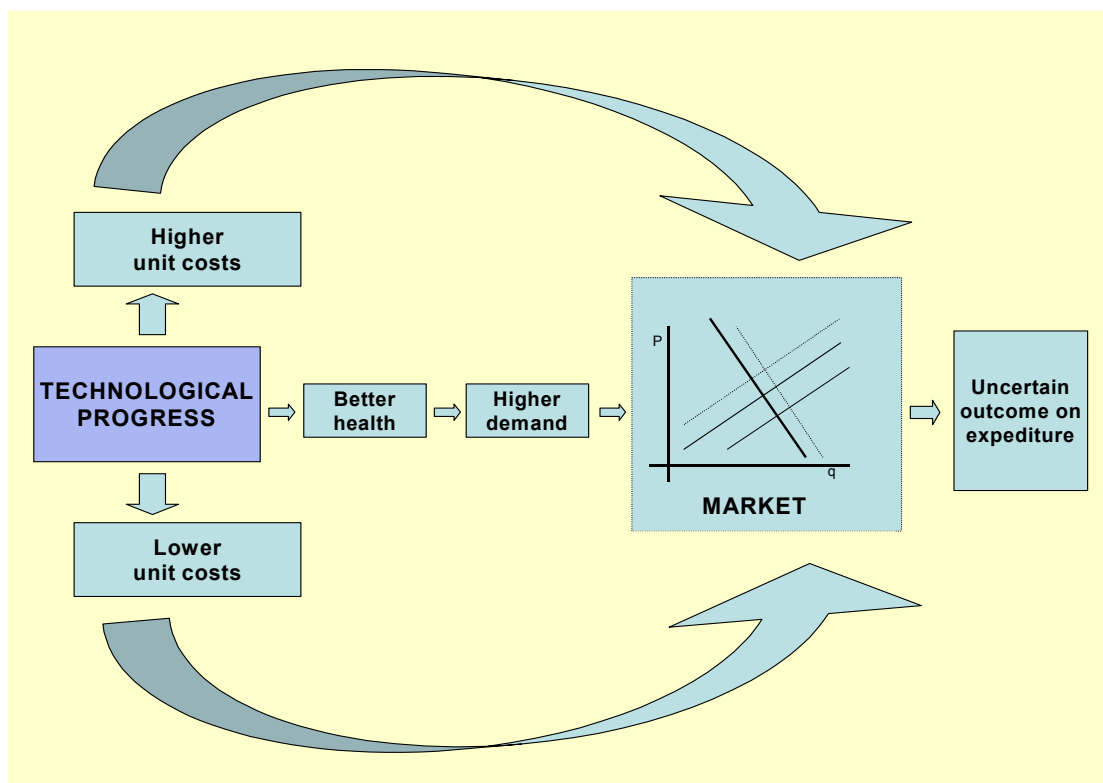 Higher
unit costs
TECHNOLOGICAL
PROGRESS
Better
health
Higher
demand
P
q
MARKET
Uncertain
outcome on
expediture
Lower
unit costs